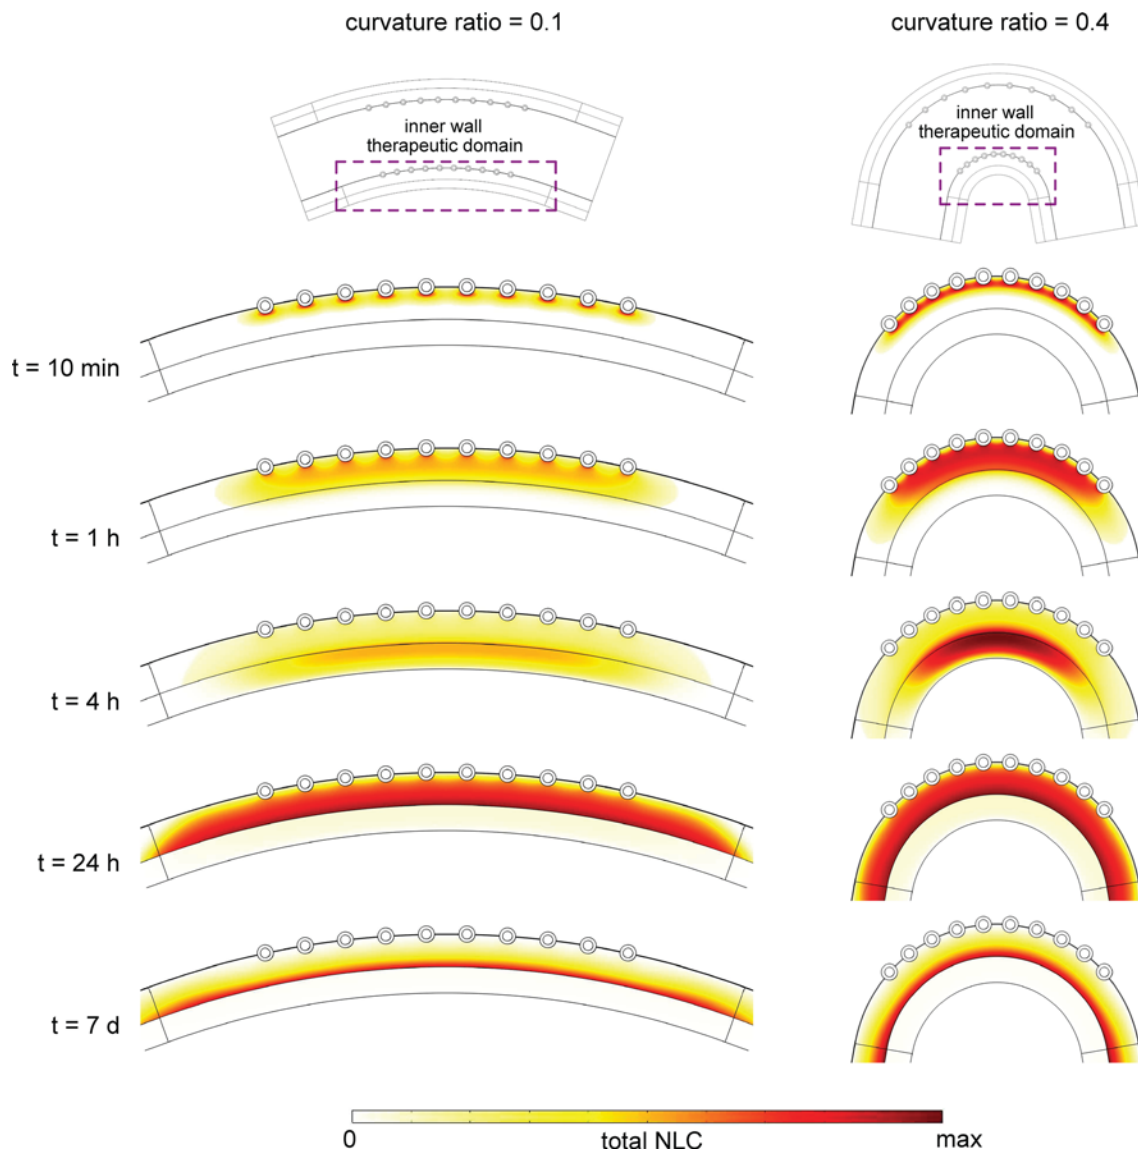 curvature ratio = 0.1
curvature ratio = 0.4
inner wall
therapeutic domain
inner wall
therapeutic domain
t = 10 min
t = 1 h
t = 4 h
t = 24 h
t = 7 d
0
total NLC
max